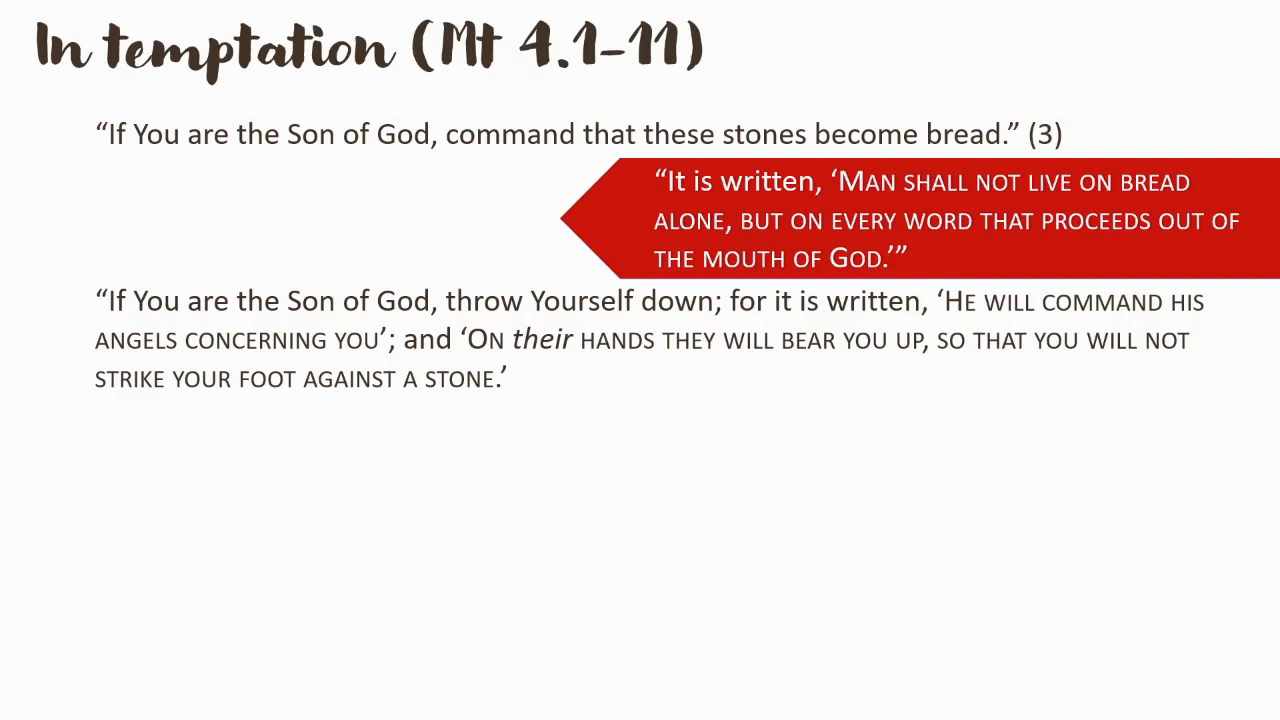 In temptation (Mt 4.1-11)
“If You are the Son of God, command that these stones become bread.” (3)
“It is written, ‘MAN SHALL NOT LIVE ON BREAD
ALONE, BUT ON EVERY WORD THAT PROCEEDS OUT OF
THE MOUTH OF GOD.’”
“If You are the Son of God, throw Yourself down; for it is written, ‘HE WILL COMMAND HIS
ANGELS CONCERNING YOU’; and ‘ON their HANDS THEY WILL BEAR YOU UP, SO THAT YOU WILL NOT
STRIKE YOUR FOOT AGAINST A STONE.’